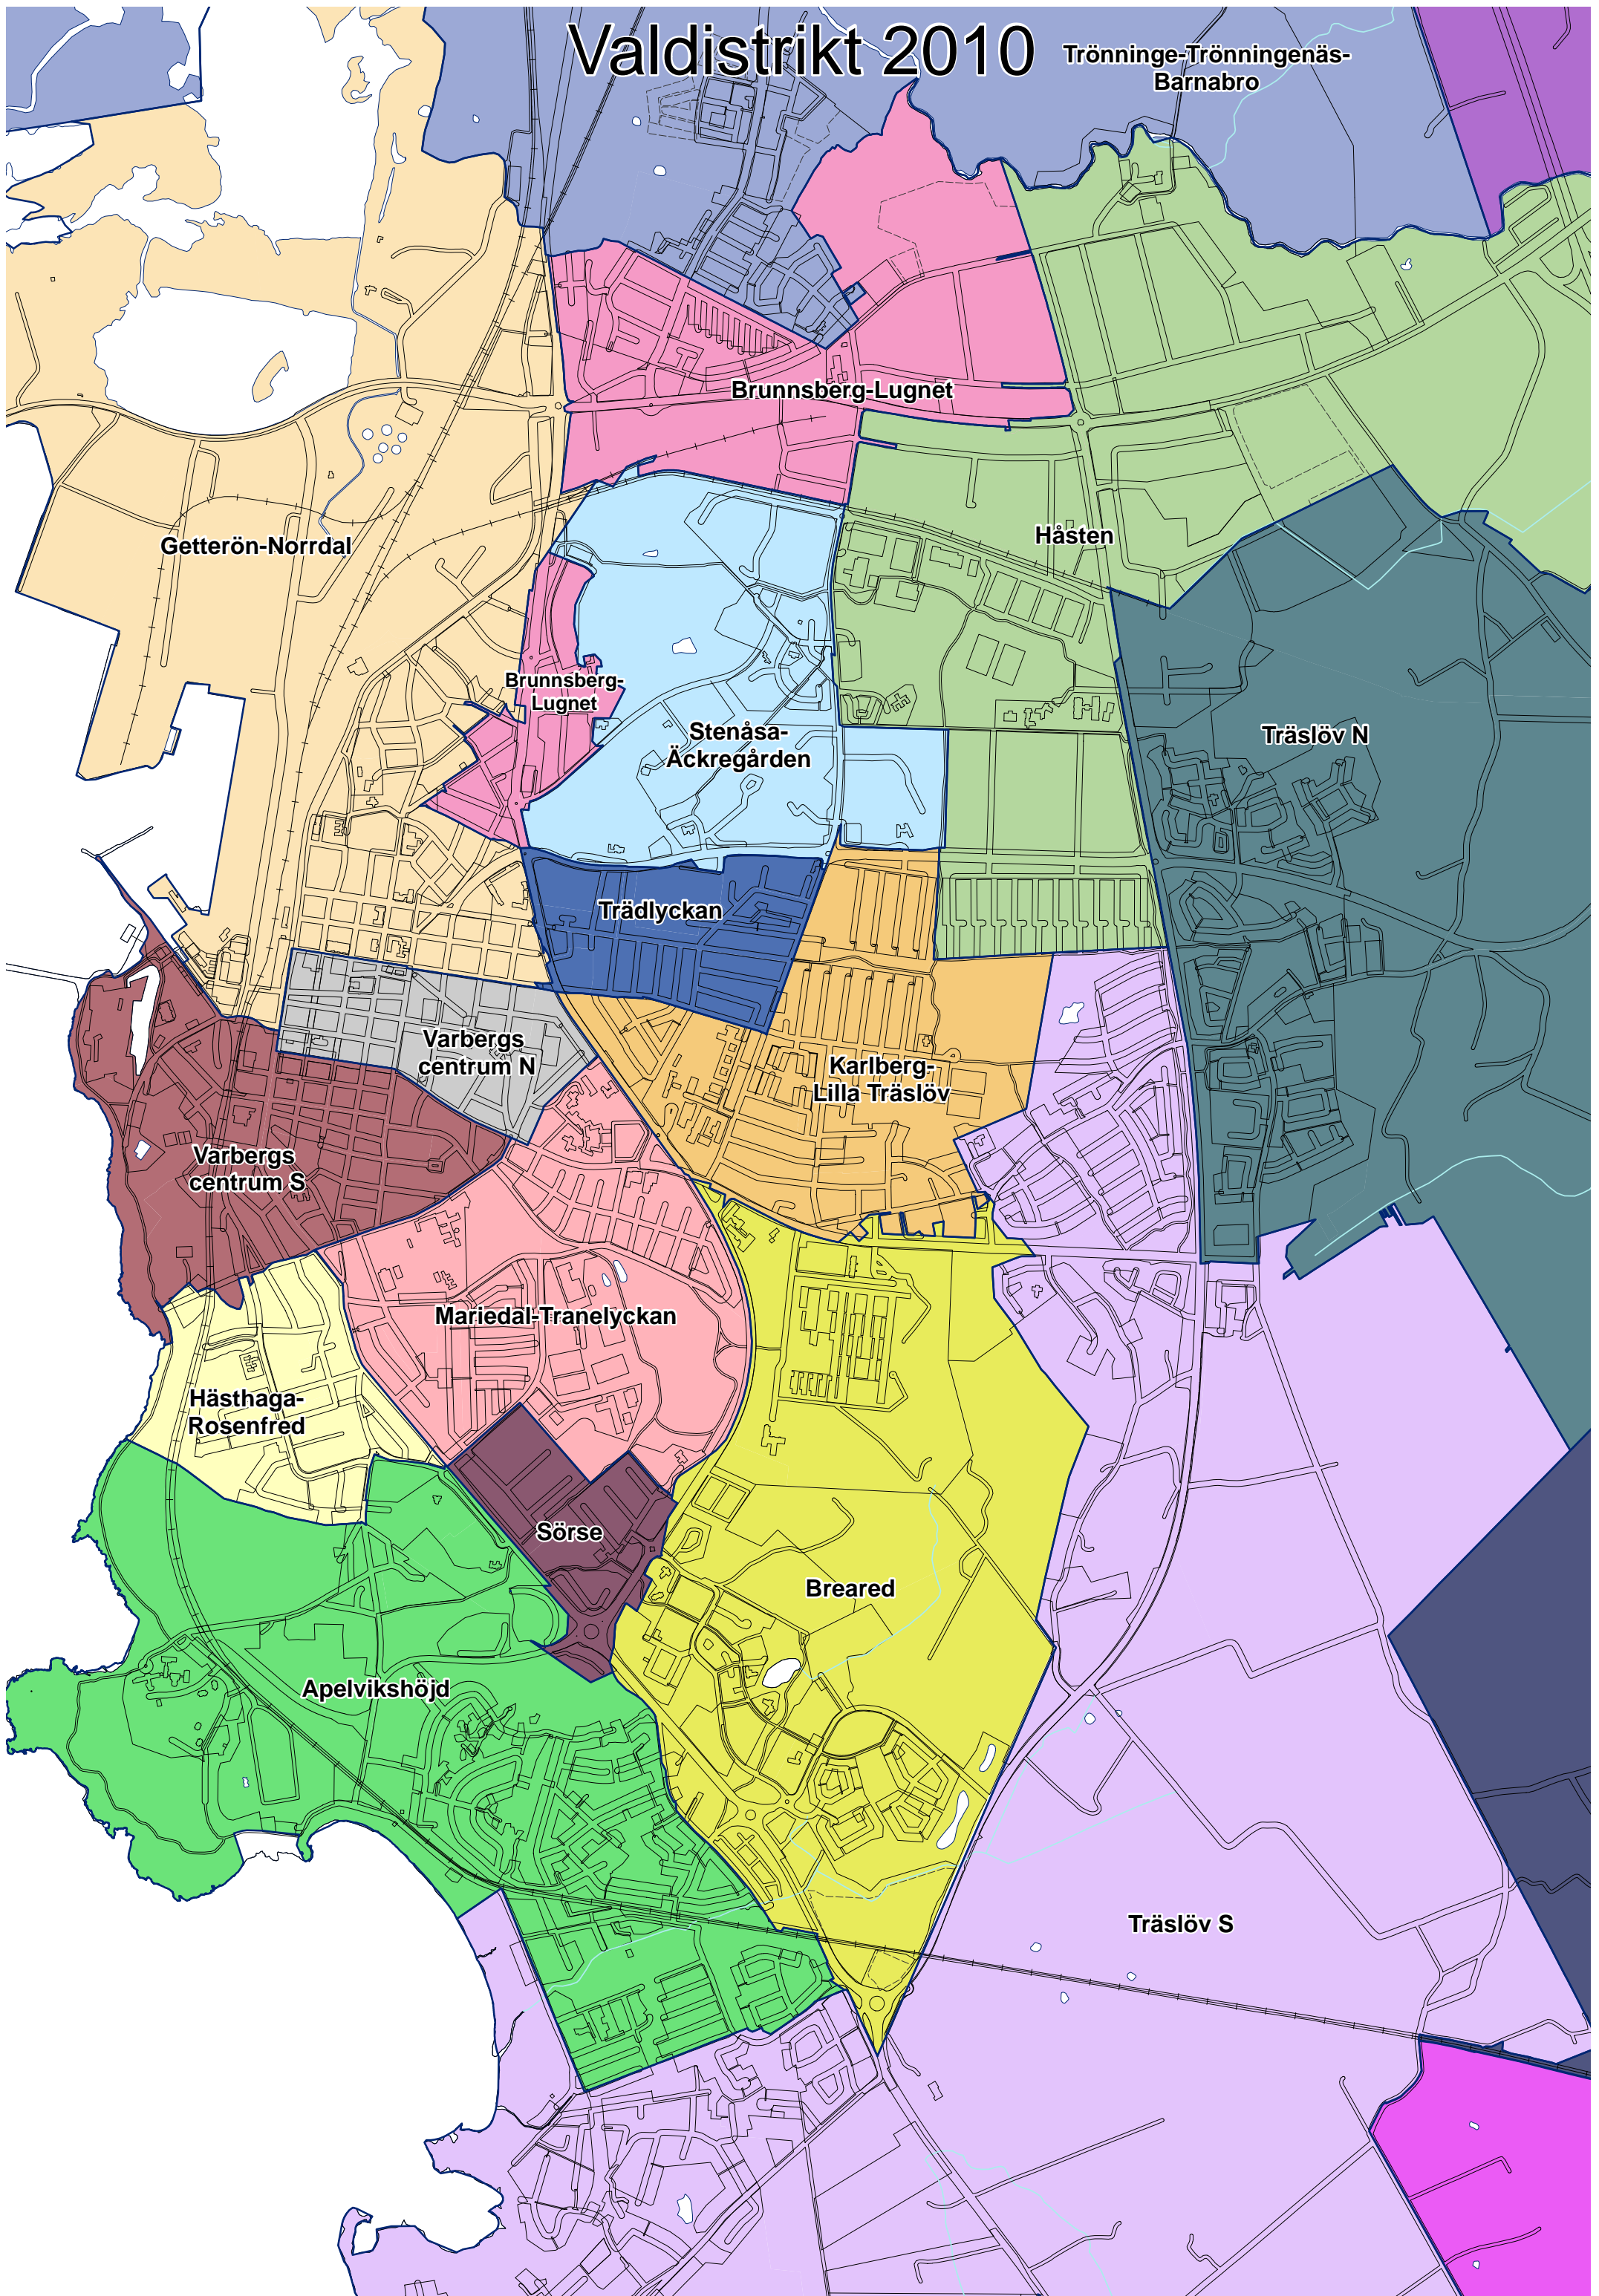 Valdistrikt 2010
Trönninge-Trönningenäs-
Barnabro
Brunnsberg-Lugnet
Håsten
Getterön-Norrdal
Brunnsberg-
Lugnet
Stenåsa-
Äckregården
Träslöv N
Trädlyckan
Varbergs
centrum N
Karlberg-
Lilla Träslöv
Varbergs
centrum S
Mariedal-Tranelyckan
Hästhaga-
Rosenfred
Sörse
Breared
Apelvikshöjd
Träslöv S